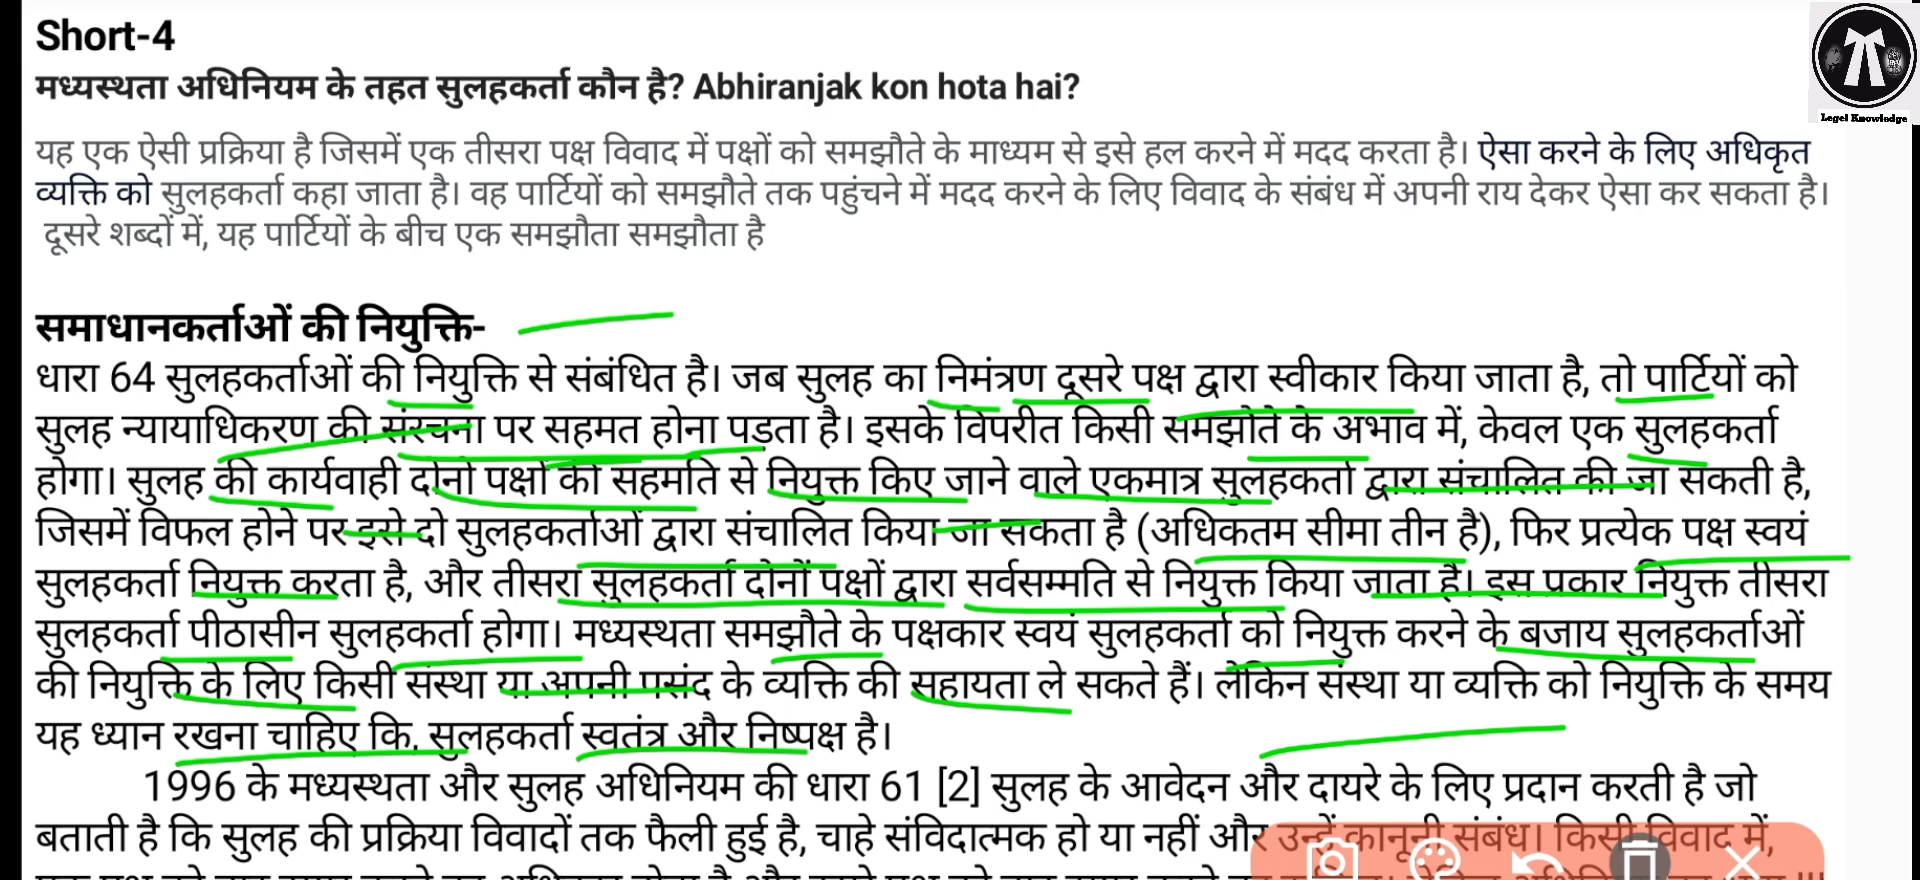 Short-4
मध्यस्थता अधिनियम के तहत सुलहकर्ता कौन है? Abhiranjak kon hota hai?
Legel Knowledge
यह एक ऐसी प्रक्रिया है जिसमें एक तीसरा पक्ष विवाद में पक्षों को समझौते के माध्यम से इसे हल करने में मदद करता है। ऐसा करने के लिए अधिकृत
व्यक्ति को सुलहकर्ता कहा जाता है। वह पार्टियों को समझौते तक पहुंचने में मदद करने के लिए विवाद के संबंध में अपनी राय देकर ऐसा कर सकता है।
दूसरे शब्दों में, यह पार्टियों के बीच एक समझौता समझौता है
समाधानकर्ताओं की नियुक्ति-
धारा 64 सुलहकर्ताओं की नियुक्ति से संबंधित है। जब सुलह का निमंत्रण दूसरे पक्ष द्वारा स्वीकार किया जाता है, तो पार्टियों को
सुलह न्यायाधिकरण की संरचना पर सहमत होना पड़ता है। इसके विपरीत किसी समझौते के अभाव में, केवल एक सुलहकर्ता
होगा। सुलह की कार्यवाही दोनों पक्षों की सहमति से नियुक्त किए जाने वाले एकमात्र सुलहकर्ता द्वारा संचालित की जा सकती है,
जिसमें विफल होने पर इसे दो सुलहकर्ताओं द्वारा संचालित किया जा सकता है (अधिकतम सीमा तीन है), फिर प्रत्येक पक्ष स्वयं
सुलहकर्ता नियुक्त करता है, और तीसरा सुलहकर्ता दोनों पक्षों द्वारा सर्वसम्मति से नियुक्त किया जाता है। इस प्रकार नियुक्त तीसरा
सुलहकर्ता पीठासीन सुलहकर्ता होगा। मध्यस्थता समझौते के पक्षकार स्वयं सुलहकर्ता को नियुक्त करने के बजाय सुलहकर्ताओं
की नियुक्ति के लिए किसी संस्था या अपनी पसंद के व्यक्ति की सहायता ले सकते हैं। लेकिन संस्था या व्यक्ति को नियुक्ति के समय
यह ध्यान रखना चाहिए कि, सुलहकर्ता स्वतंत्र और निष्पक्ष है।
1996 के मध्यस्थता और सुलह अधिनियम की धारा 61 [2] सुलह के आवेदन और दायरे के लिए प्रदान करती है जो
बताती है कि सुलह की प्रक्रिया विवादों तक फैली हुई है, चाहे संविदात्मक हो या नहीं और उन्हें कानूनी संबंध। किसी विवाद में,